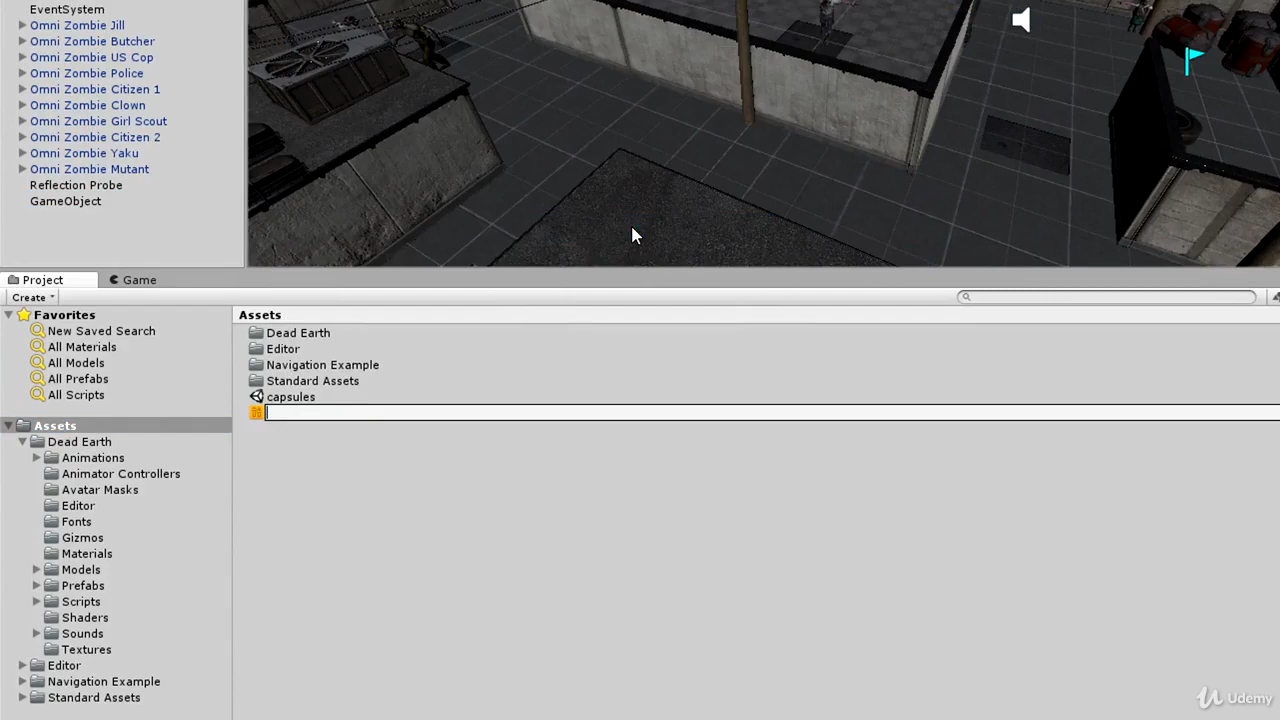 EventSystem
Omni Zombie Jill
Omni Zombie Butcher
Omni Zombie US Cop
Omni Zombie Police
Omni Zombie Citizen 1
Omni Zombie Clown
Omni Zombie Girl Scout
Omni Zombie Citizen 2
Omni Zombie Yaku
Omni Zombie Mutant
Reflection Probe
GameObject
Project
Game
Create
Favorites
New Saved Search
All Materials
All Models
All Prefabs
All Scripts
Assets
Dead Earth
Animations
Animator Controllers
Avatar Masks
Editor
Fonts
Gizmos
Materials
Models
Prefabs
Scripts
Shaders
Sounds
Textures
Editor
Navigation Example
Standard Assets
Assets
Dead Earth
Editor
Navigation Example
Standard Assets
capsules
Udemy